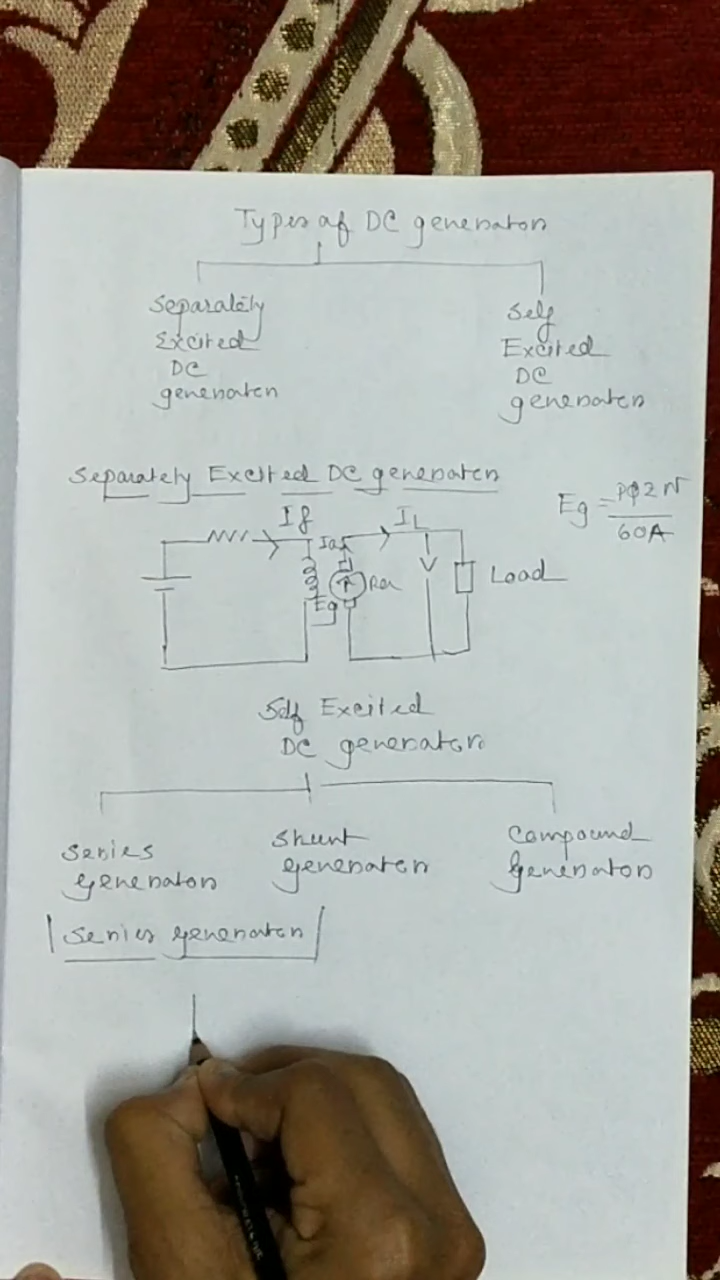 Types of DC generator
Separately
Excited
DC
generator
Self
Excited
DC
generator
Separately Excited DC generator
Eg = PφZN
60A
If
Ia
IL
Eg
Ra
V
Load
Self Excited
DC generator
Series
generator
Shunt
generator
Compound
generator
Series generator